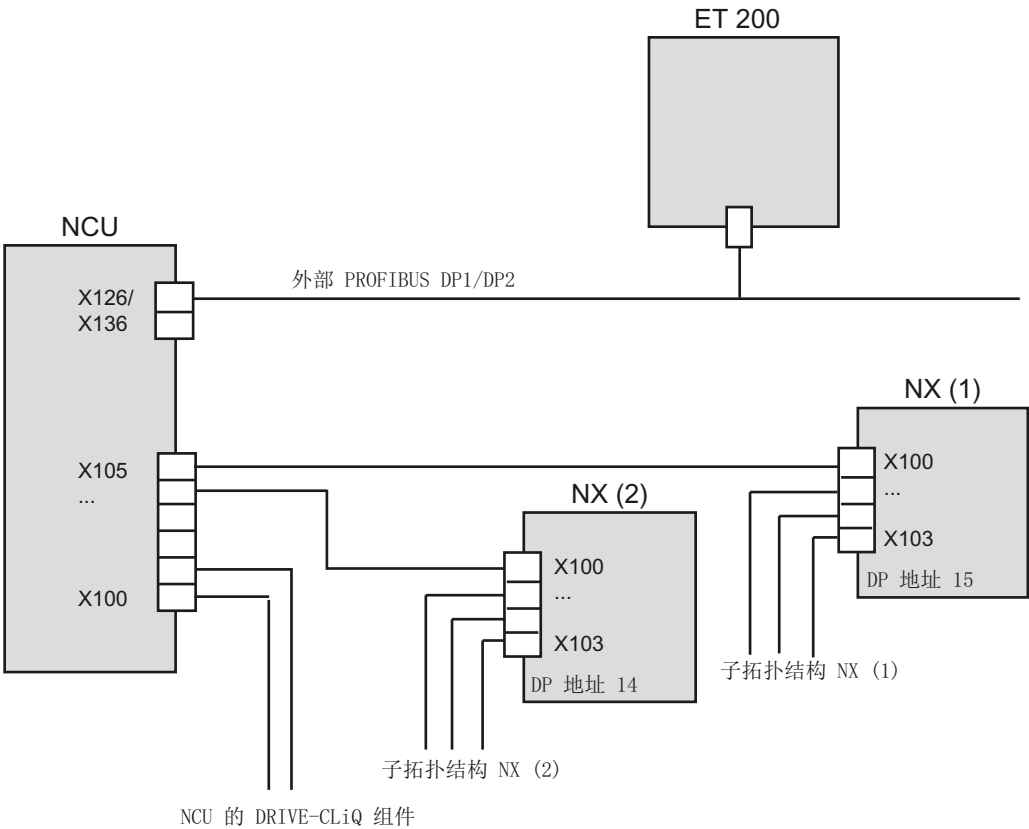 ET 200
NCU
外部 PROFIBUS DP1/DP2
X126/
X136
NX (1)
X105
...
X100
X100
...
X103
DP 地址 15
NX (2)
X100
...
X103
DP 地址 14
子拓扑结构 NX (1)
子拓扑结构 NX (2)
NCU 的 DRIVE-CLiQ 组件